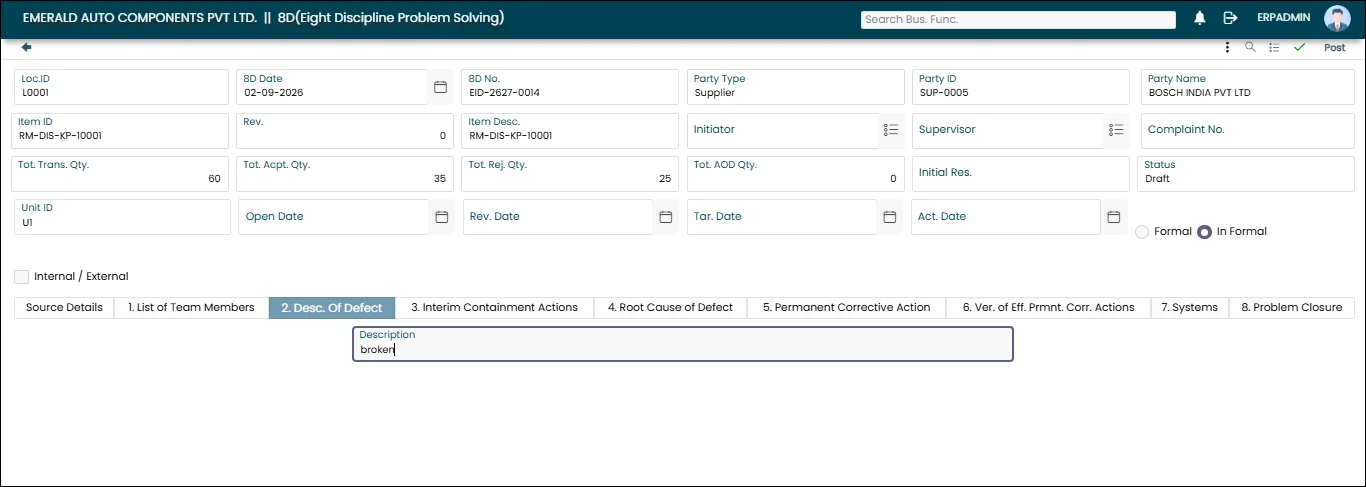 EMERALD AUTO COMPONENTS PVT LTD. || 8D(Eight Discipline Problem Solving)
Search Bus. Func.
ERPADMIN
Post
Loc.ID
L0001
8D Date
02-09-2026
8D No.
EID-2627-0014
Party Type
Supplier
Party ID
SUP-0005
Party Name
BOSCH INDIA PVT LTD
Item ID
RM-DIS-KP-10001
Rev.
0
Item Desc.
RM-DIS-KP-10001
Initiator
Supervisor
Complaint No.
Tot. Trans. Qty.
60
Tot. Acpt. Qty.
35
Tot. Rej. Qty.
25
Tot. AOD Qty.
0
Initial Res.
Status
Draft
Unit ID
U1
Open Date
Rev. Date
Tar. Date
Act. Date
Formal
In Formal
Internal / External
Source Details
1. List of Team Members
2. Desc. Of Defect
3. Interim Containment Actions
4. Root Cause of Defect
5. Permanent Corrective Action
6. Ver. of Eff. Prmnt. Corr. Actions
7. Systems
8. Problem Closure
Description
broken